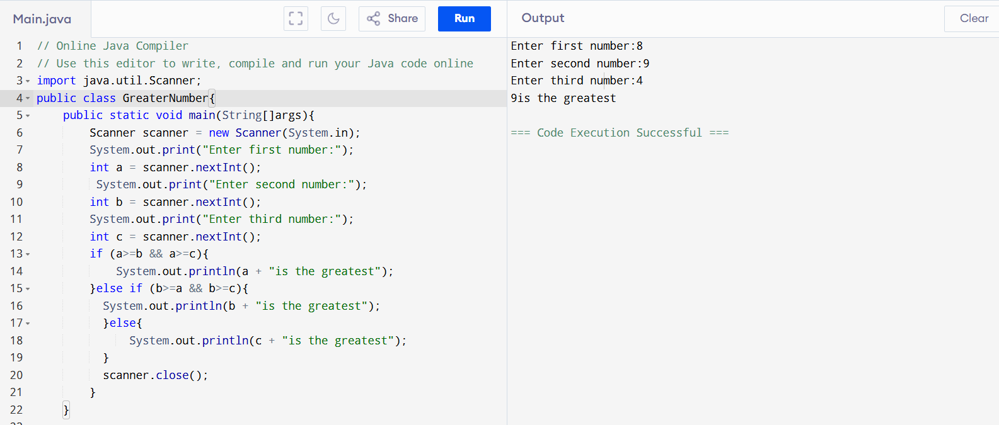 Main.java
Share
Run
Output
Clear
1 // Online Java Compiler
2 // Use this editor to write, compile and run your Java code online
3 import java.util.Scanner;
4 public class GreaterNumber{
5     public static void main(String[]args){
6         Scanner scanner = new Scanner(System.in);
7         System.out.print("Enter first number:");
8         int a = scanner.nextInt();
9          System.out.print("Enter second number:");
10         int b = scanner.nextInt();
11         System.out.print("Enter third number:");
12         int c = scanner.nextInt();
13         if (a>=b && a>=c){
14             System.out.println(a + "is the greatest");
15         }else if (b>=a && b>=c){
16           System.out.println(b + "is the greatest");
17           }else{
18               System.out.println(c + "is the greatest");
19           }
20           scanner.close();
21         }
22     }
Enter first number:8
Enter second number:9
Enter third number:4
9is the greatest
=== Code Execution Successful ===